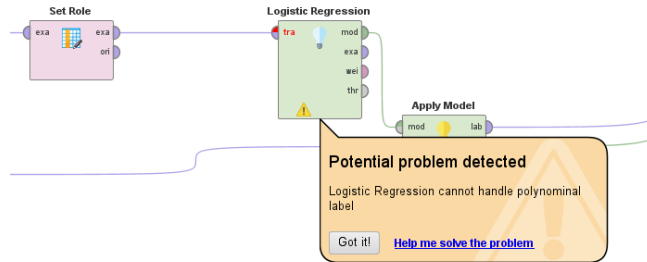 Set Role
exa
exa
ori
Logistic Regression
tra
mod
exa
wei
thr
Apply Model
mod
lab
Potential problem detected
Logistic Regression cannot handle polynominal
label
Got it!
Help me solve the problem